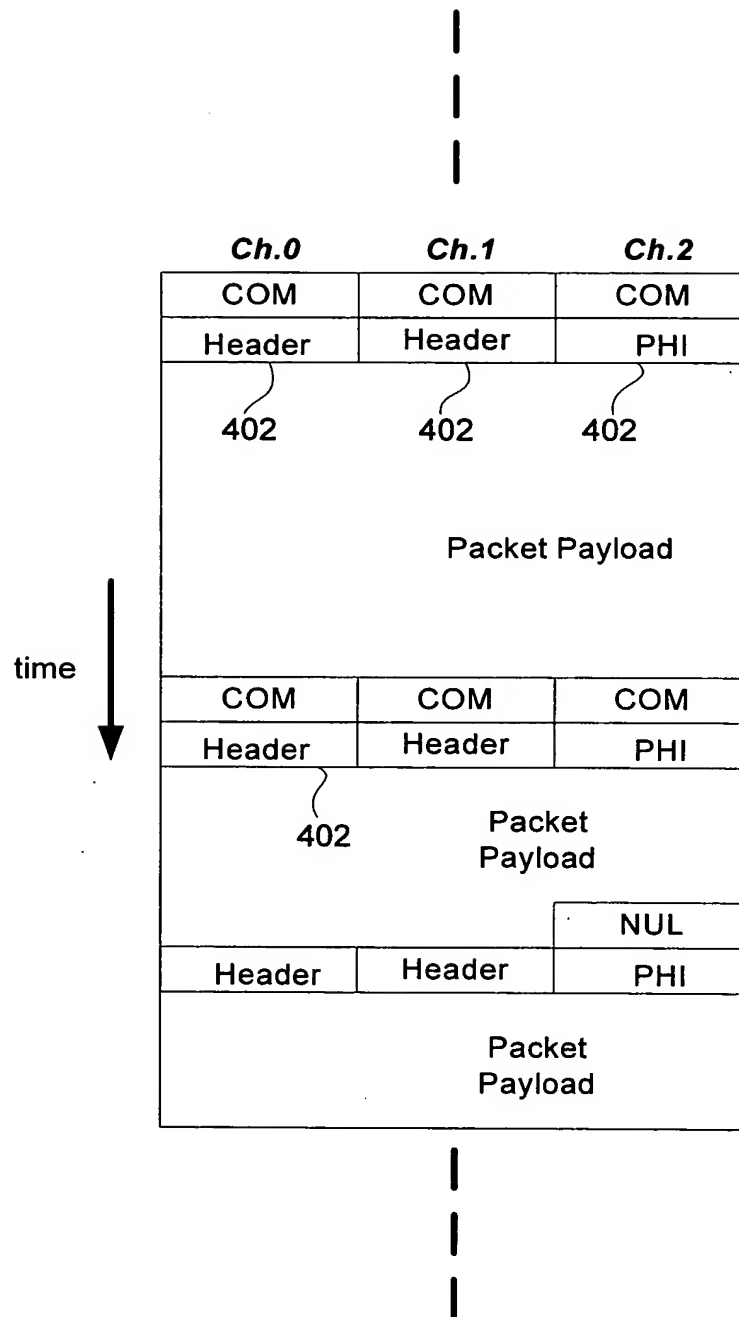 Ch.0 Ch.1 Ch.2
COM COM COM
Header Header PHI
402 402 402
Packet Payload
time
COM COM COM
Header Header PHI
402
Packet
Payload
NUL
Header Header PHI
Packet
Payload